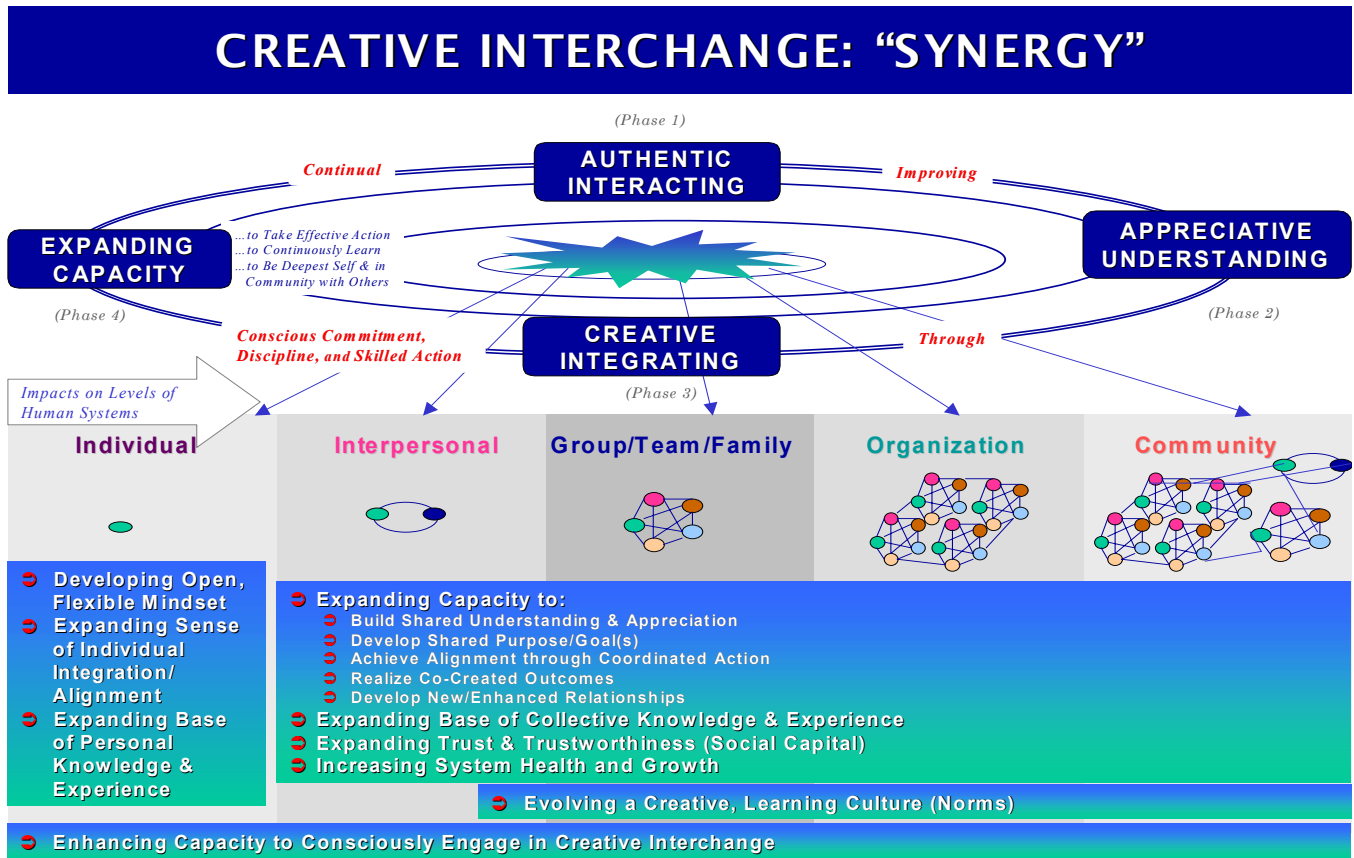 CREATIVE INTERCHANGE: “SYNERGY”
(Phase 1)
AUTHENTIC
INTERACTING
Continual
Improving
EXPANDING
CAPACITY
…to Take Effective Action
…to Continuously Learn
…to Be Deepest Self & in
Community with Others
APPRECIATIVE
UNDERSTANDING
(Phase 4)
(Phase 2)
Conscious Commitment,
Discipline, and Skilled Action
CREATIVE
INTEGRATING
Through
(Phase 3)
Impacts on Levels of
Human Systems
Individual
Interpersonal
Group/Team/Family
Organization
Community
Developing Open,
Flexible Mindset
Expanding Sense
of Individual
Integration/
Alignment
Expanding Base
of Personal
Knowledge &
Experience
Expanding Capacity to:
Build Shared Understanding & Appreciation
Develop Shared Purpose/Goal(s)
Achieve Alignment through Coordinated Action
Realize Co-Created Outcomes
Develop New/Enhanced Relationships
Expanding Base of Collective Knowledge & Experience
Expanding Trust & Trustworthiness (Social Capital)
Increasing System Health and Growth
Evolving a Creative, Learning Culture (Norms)
Enhancing Capacity to Consciously Engage in Creative Interchange